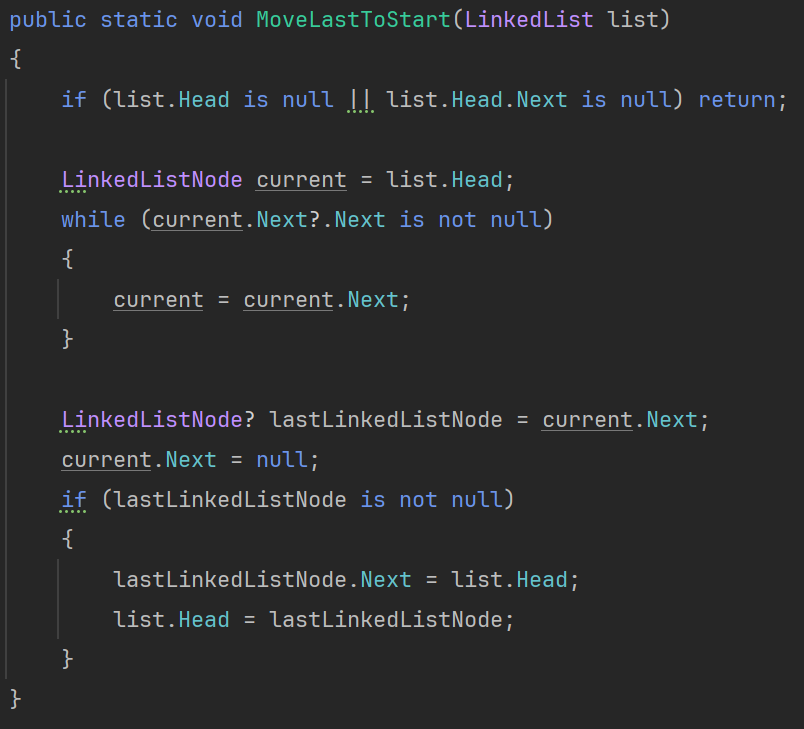 public static void MoveLastToStart(LinkedList list)
{
    if (list.Head is null || list.Head.Next is null) return;

    LinkedListNode current = list.Head;
    while (current.Next?.Next is not null)
    {
        current = current.Next;
    }

    LinkedListNode? lastLinkedListNode = current.Next;
    current.Next = null;
    if (lastLinkedListNode is not null)
    {
        lastLinkedListNode.Next = list.Head;
        list.Head = lastLinkedListNode;
    }
}